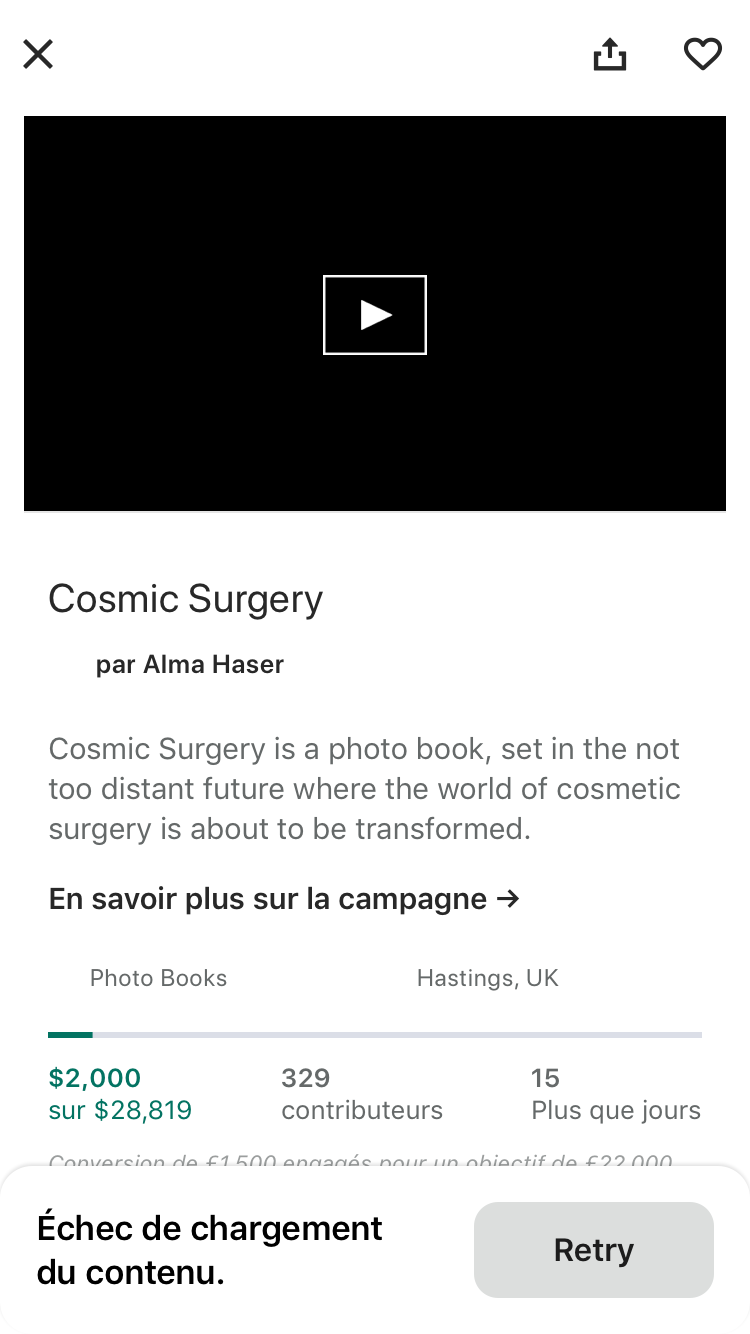 Cosmic Surgery
par Alma Haser
Cosmic Surgery is a photo book, set in the not
too distant future where the world of cosmetic
surgery is about to be transformed.
En savoir plus sur la campagne →
Photo Books
Hastings, UK
$2,000
sur $28,819
329
contributeurs
15
Plus que jours
Conversion de £1 500 engagés pour un objectif de £22 000.
Échec de chargement
du contenu.
Retry